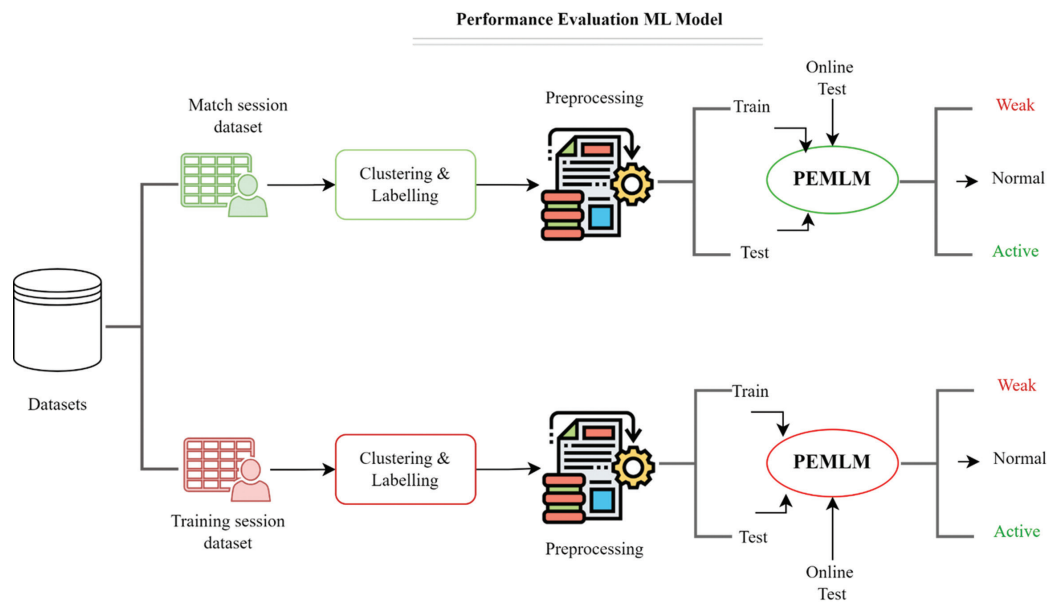 Performance Evaluation ML Model
Match session
dataset
Clustering &
Labelling
Preprocessing
Train
Test
Online
Test
PEMLM
Weak
Normal
Active
Datasets
Training session
dataset
Clustering &
Labelling
Preprocessing
Train
Test
PEMLM
Online
Test
Weak
Normal
Active